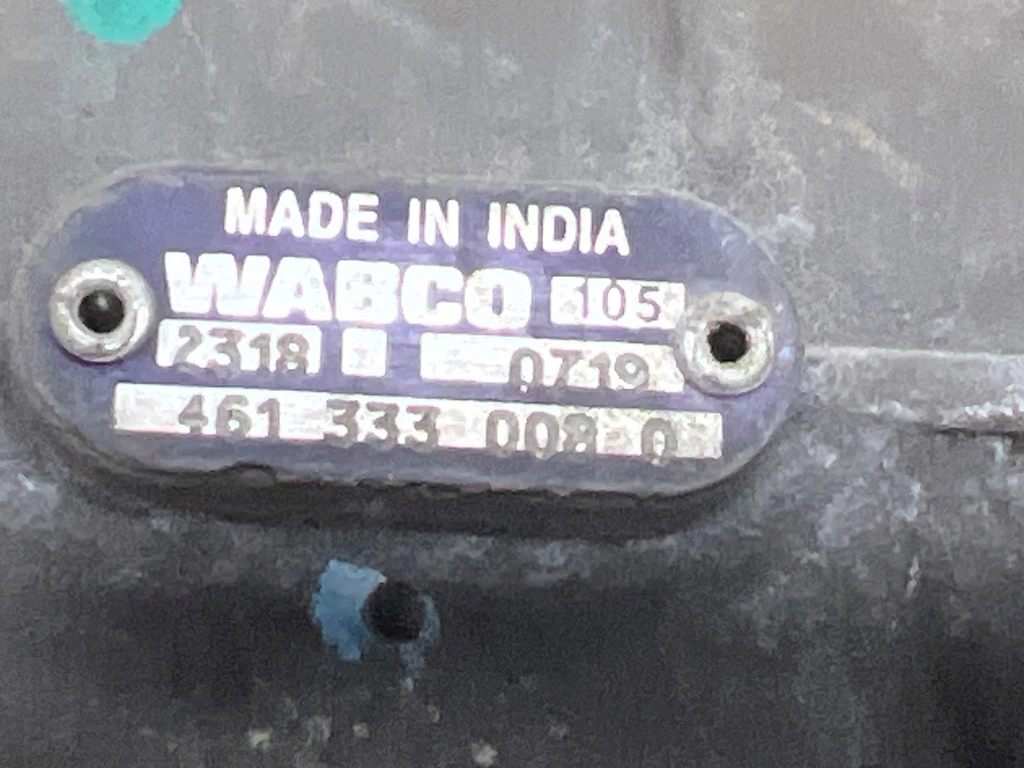 MADE IN INDIA
WABCO 105
2318 0719
461 333 008 0